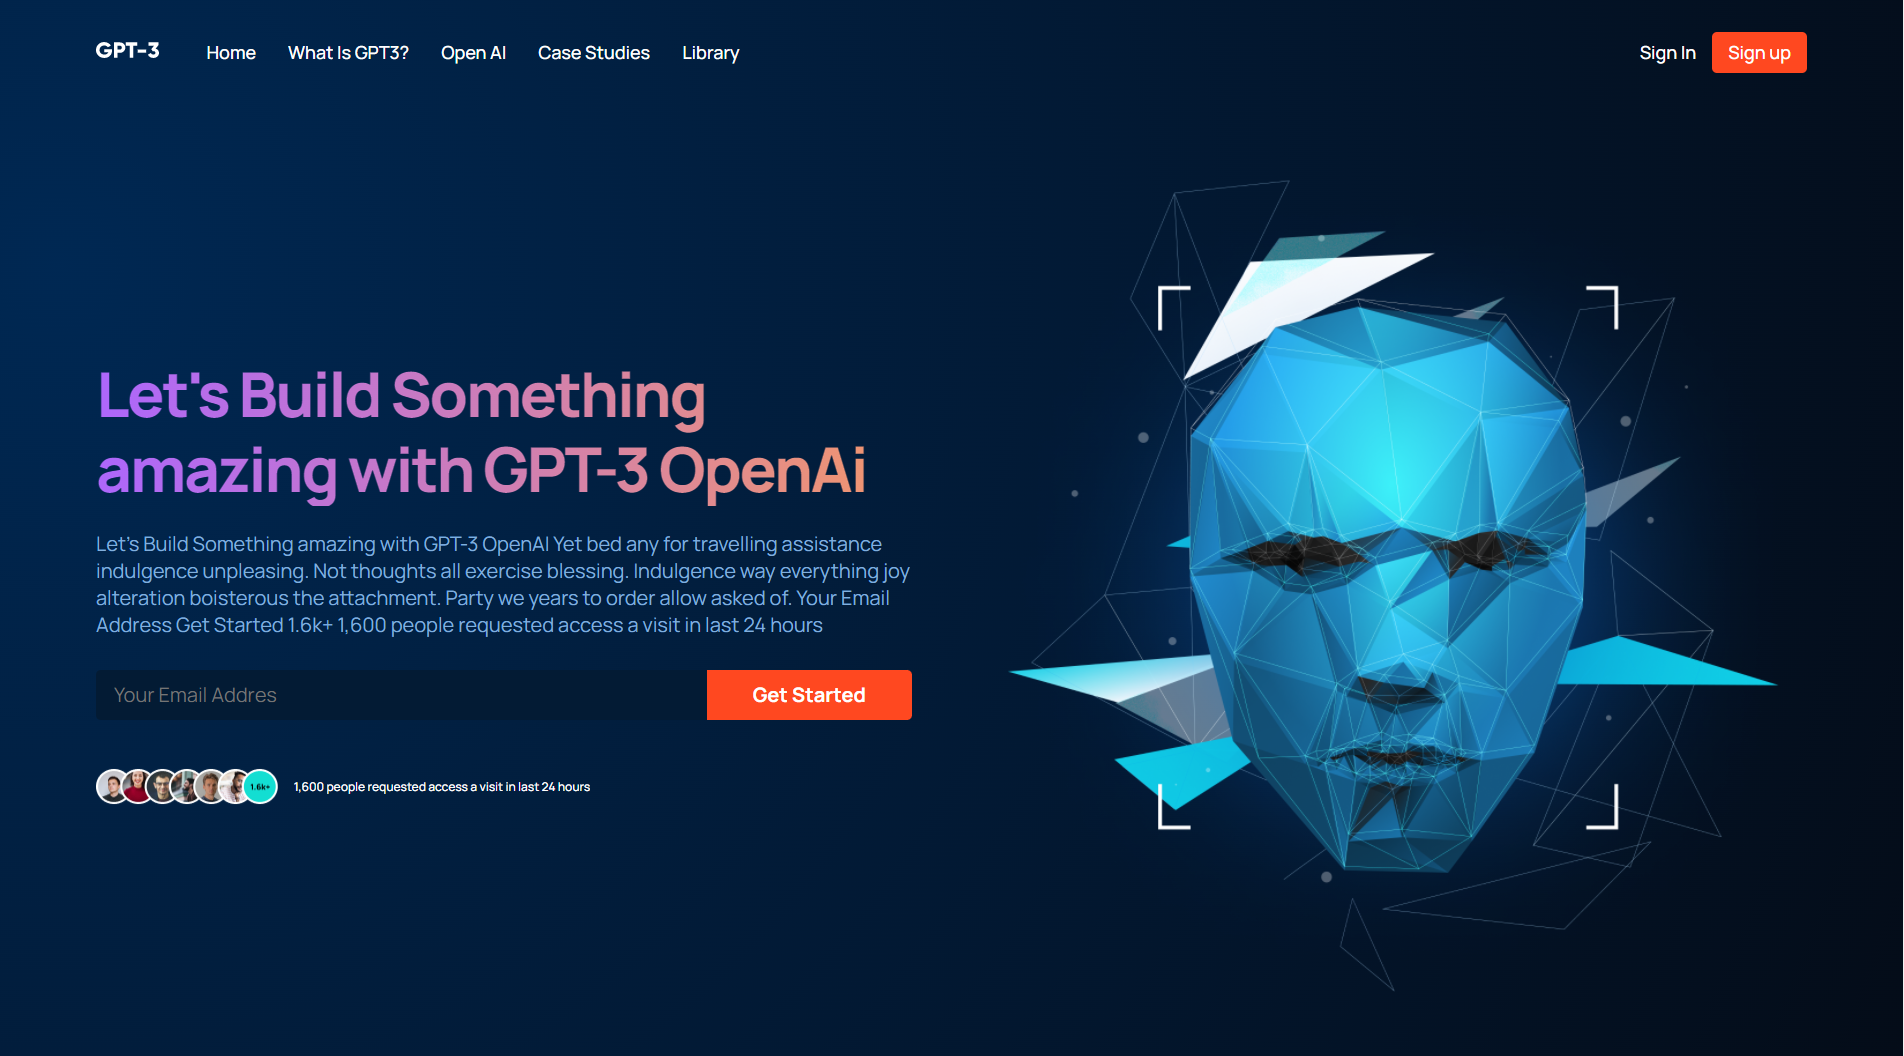 GPT-3 Home What Is GPT3? Open AI Case Studies Library Sign In Sign up
Let's Build Something
amazing with GPT-3 OpenAi
Let’s Build Something amazing with GPT-3 OpenAI Yet bed any for travelling assistance
indulgence unpleasing. Not thoughts all exercise blessing. Indulgence way everything joy
alteration boisterous the attachment. Party we years to order allow asked of. Your Email
Address Get Started 1.6k+ 1,600 people requested access a visit in last 24 hours
Your Email Addres Get Started
1.6k+ 1,600 people requested access a visit in last 24 hours